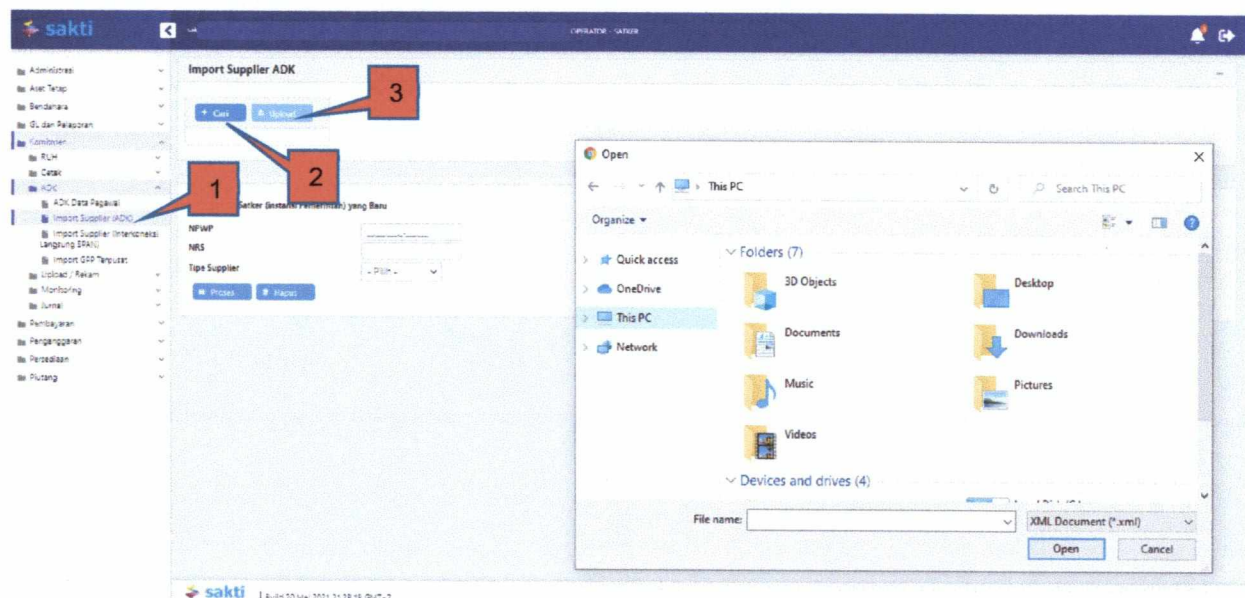 sakti
OPERATOR - SATKER
Administrasi
Aset Tetap
Bendahara
GL dan Pelaporan
Komitmen
RUH
Cetak
ADK
ADK Data Pegawai
Import Supplier (ADK)
Import Supplier (Interkoneksi
Langsung SPAN)
Import GPP Terpusat
Upload / Rekam
Monitoring
Jurnal
Pembayaran
Penganggaran
Persediaan
Piutang
Import Supplier ADK
+ Cari
Upload
1
2
3
Satker (Instansi Pemerintah) yang Baru
NPWP
NRS
Tipe Supplier
- Pilih -
Proses
Hapus
Open
This PC
Search This PC
Organize
Quick access
OneDrive
This PC
Network
Folders (7)
3D Objects
Desktop
Documents
Downloads
Music
Pictures
Videos
Devices and drives (4)
File name:
XML Document (*.xml)
Open
Cancel
sakti